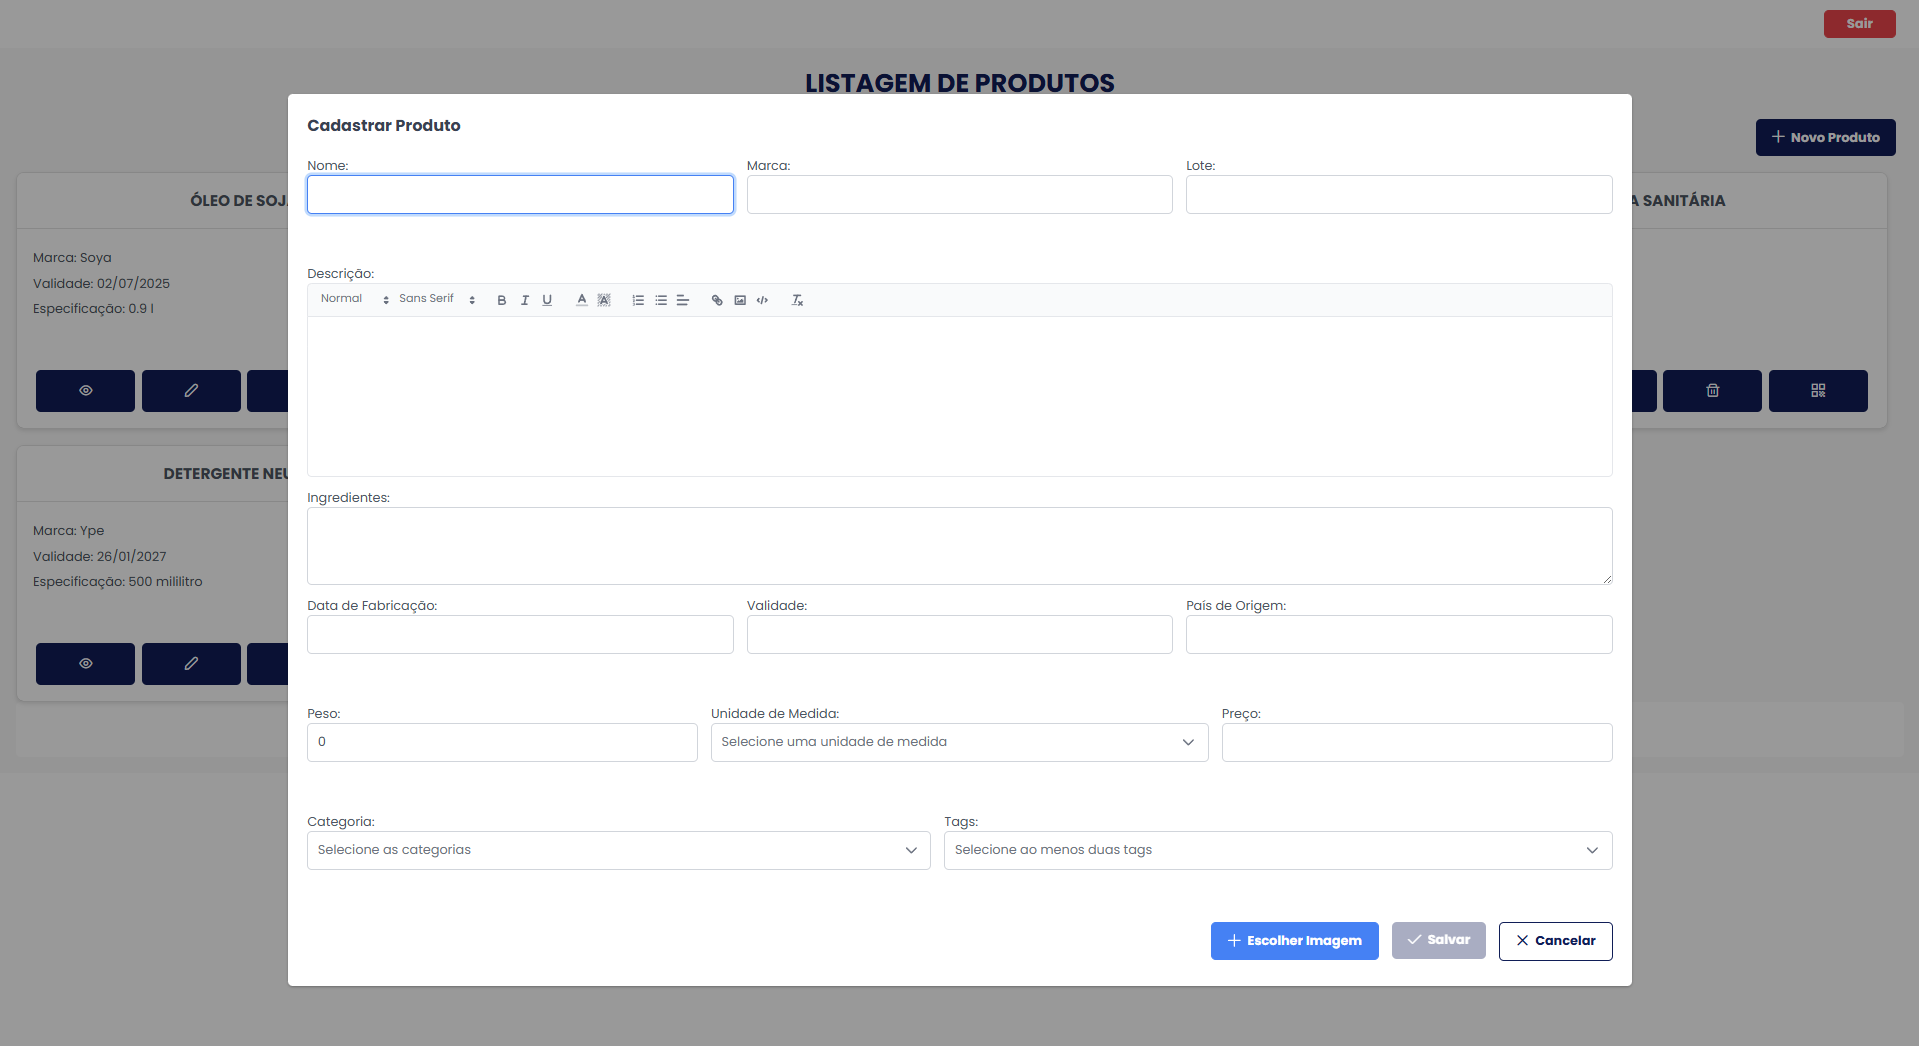 Sair
LISTAGEM DE PRODUTOS
Novo Produto
Cadastrar Produto
Nome: Marca: Lote:
ÓLEO DE SOJ
A SANITÁRIA
Marca: Soya
Validade: 02/07/2025
Especificação: 0.9 l
Descrição:
Normal Sans Serif
DETERGENTE NEU
Marca: Ype
Validade: 26/01/2027
Especificação: 500 mililitro
Ingredientes:
Data de Fabricação: Validade: País de Origem:
Peso: Unidade de Medida: Preço:
0 Selecione uma unidade de medida
Categoria: Tags:
Selecione as categorias Selecione ao menos duas tags
Escolher Imagem Salvar Cancelar